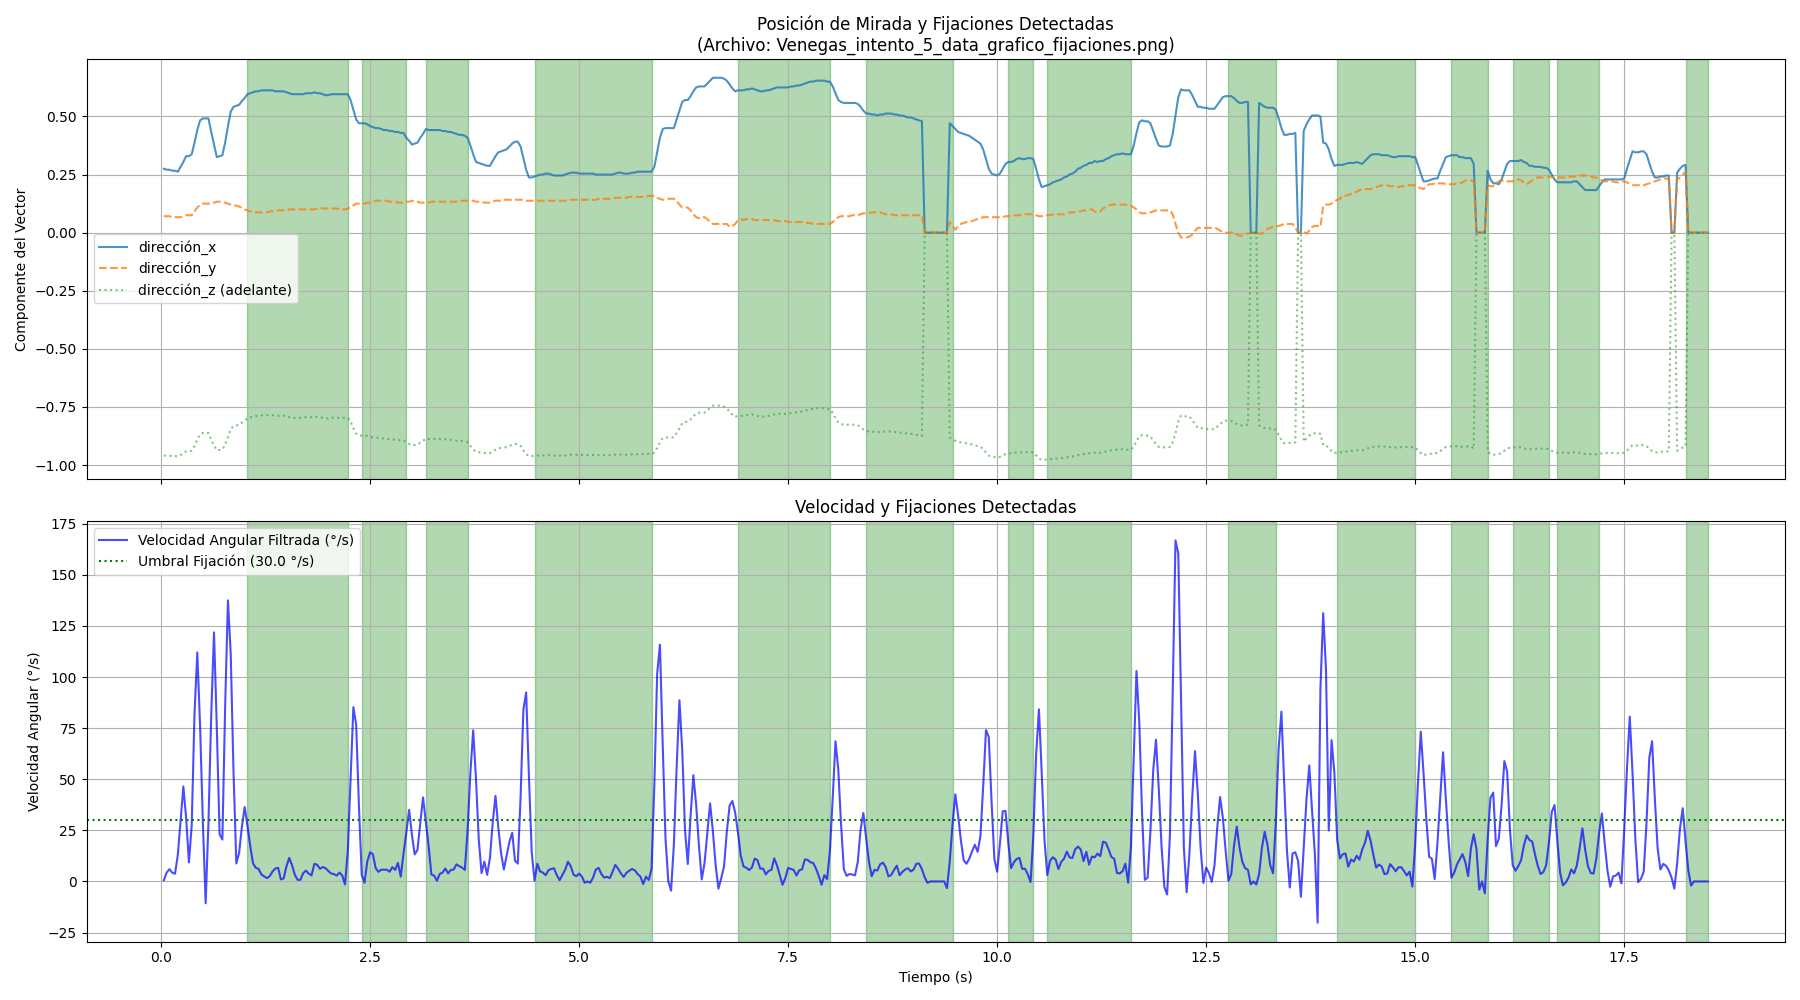 Posición de Mirada y Fijaciones Detectadas
(Archivo: Venegas_intento_5_data_grafico_fijaciones.png)
Componente del Vector
0.50
0.25
0.00
−0.25
−0.50
−0.75
−1.00
dirección_x
dirección_y
dirección_z (adelante)
Velocidad y Fijaciones Detectadas
Velocidad Angular (°/s)
175
150
125
100
75
50
25
0
−25
Velocidad Angular Filtrada (°/s)
Umbral Fijación (30.0 °/s)
0.0 2.5 5.0 7.5 10.0 12.5 15.0 17.5
Tiempo (s)